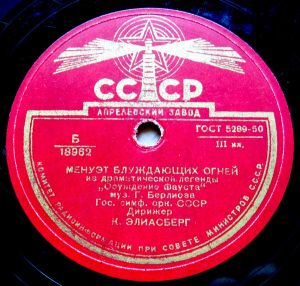 СССР
АПРЕЛЕВСКИЙ ЗАВОД
ГОСТ 5289-50
Б
18962
III кл.
МЕНУЭТ БЛУЖДАЮЩИХ ОГНЕЙ
из драматической легенды
„Осуждение Фауста“
муз. Г. Берлиоза
Гос. симф. орк. СССР
Дирижер
К. ЭЛИАСБЕРГ
КОМИТЕТ РАДИОИНФОРМАЦИИ ПРИ СОВЕТЕ МИНИСТРОВ СССР